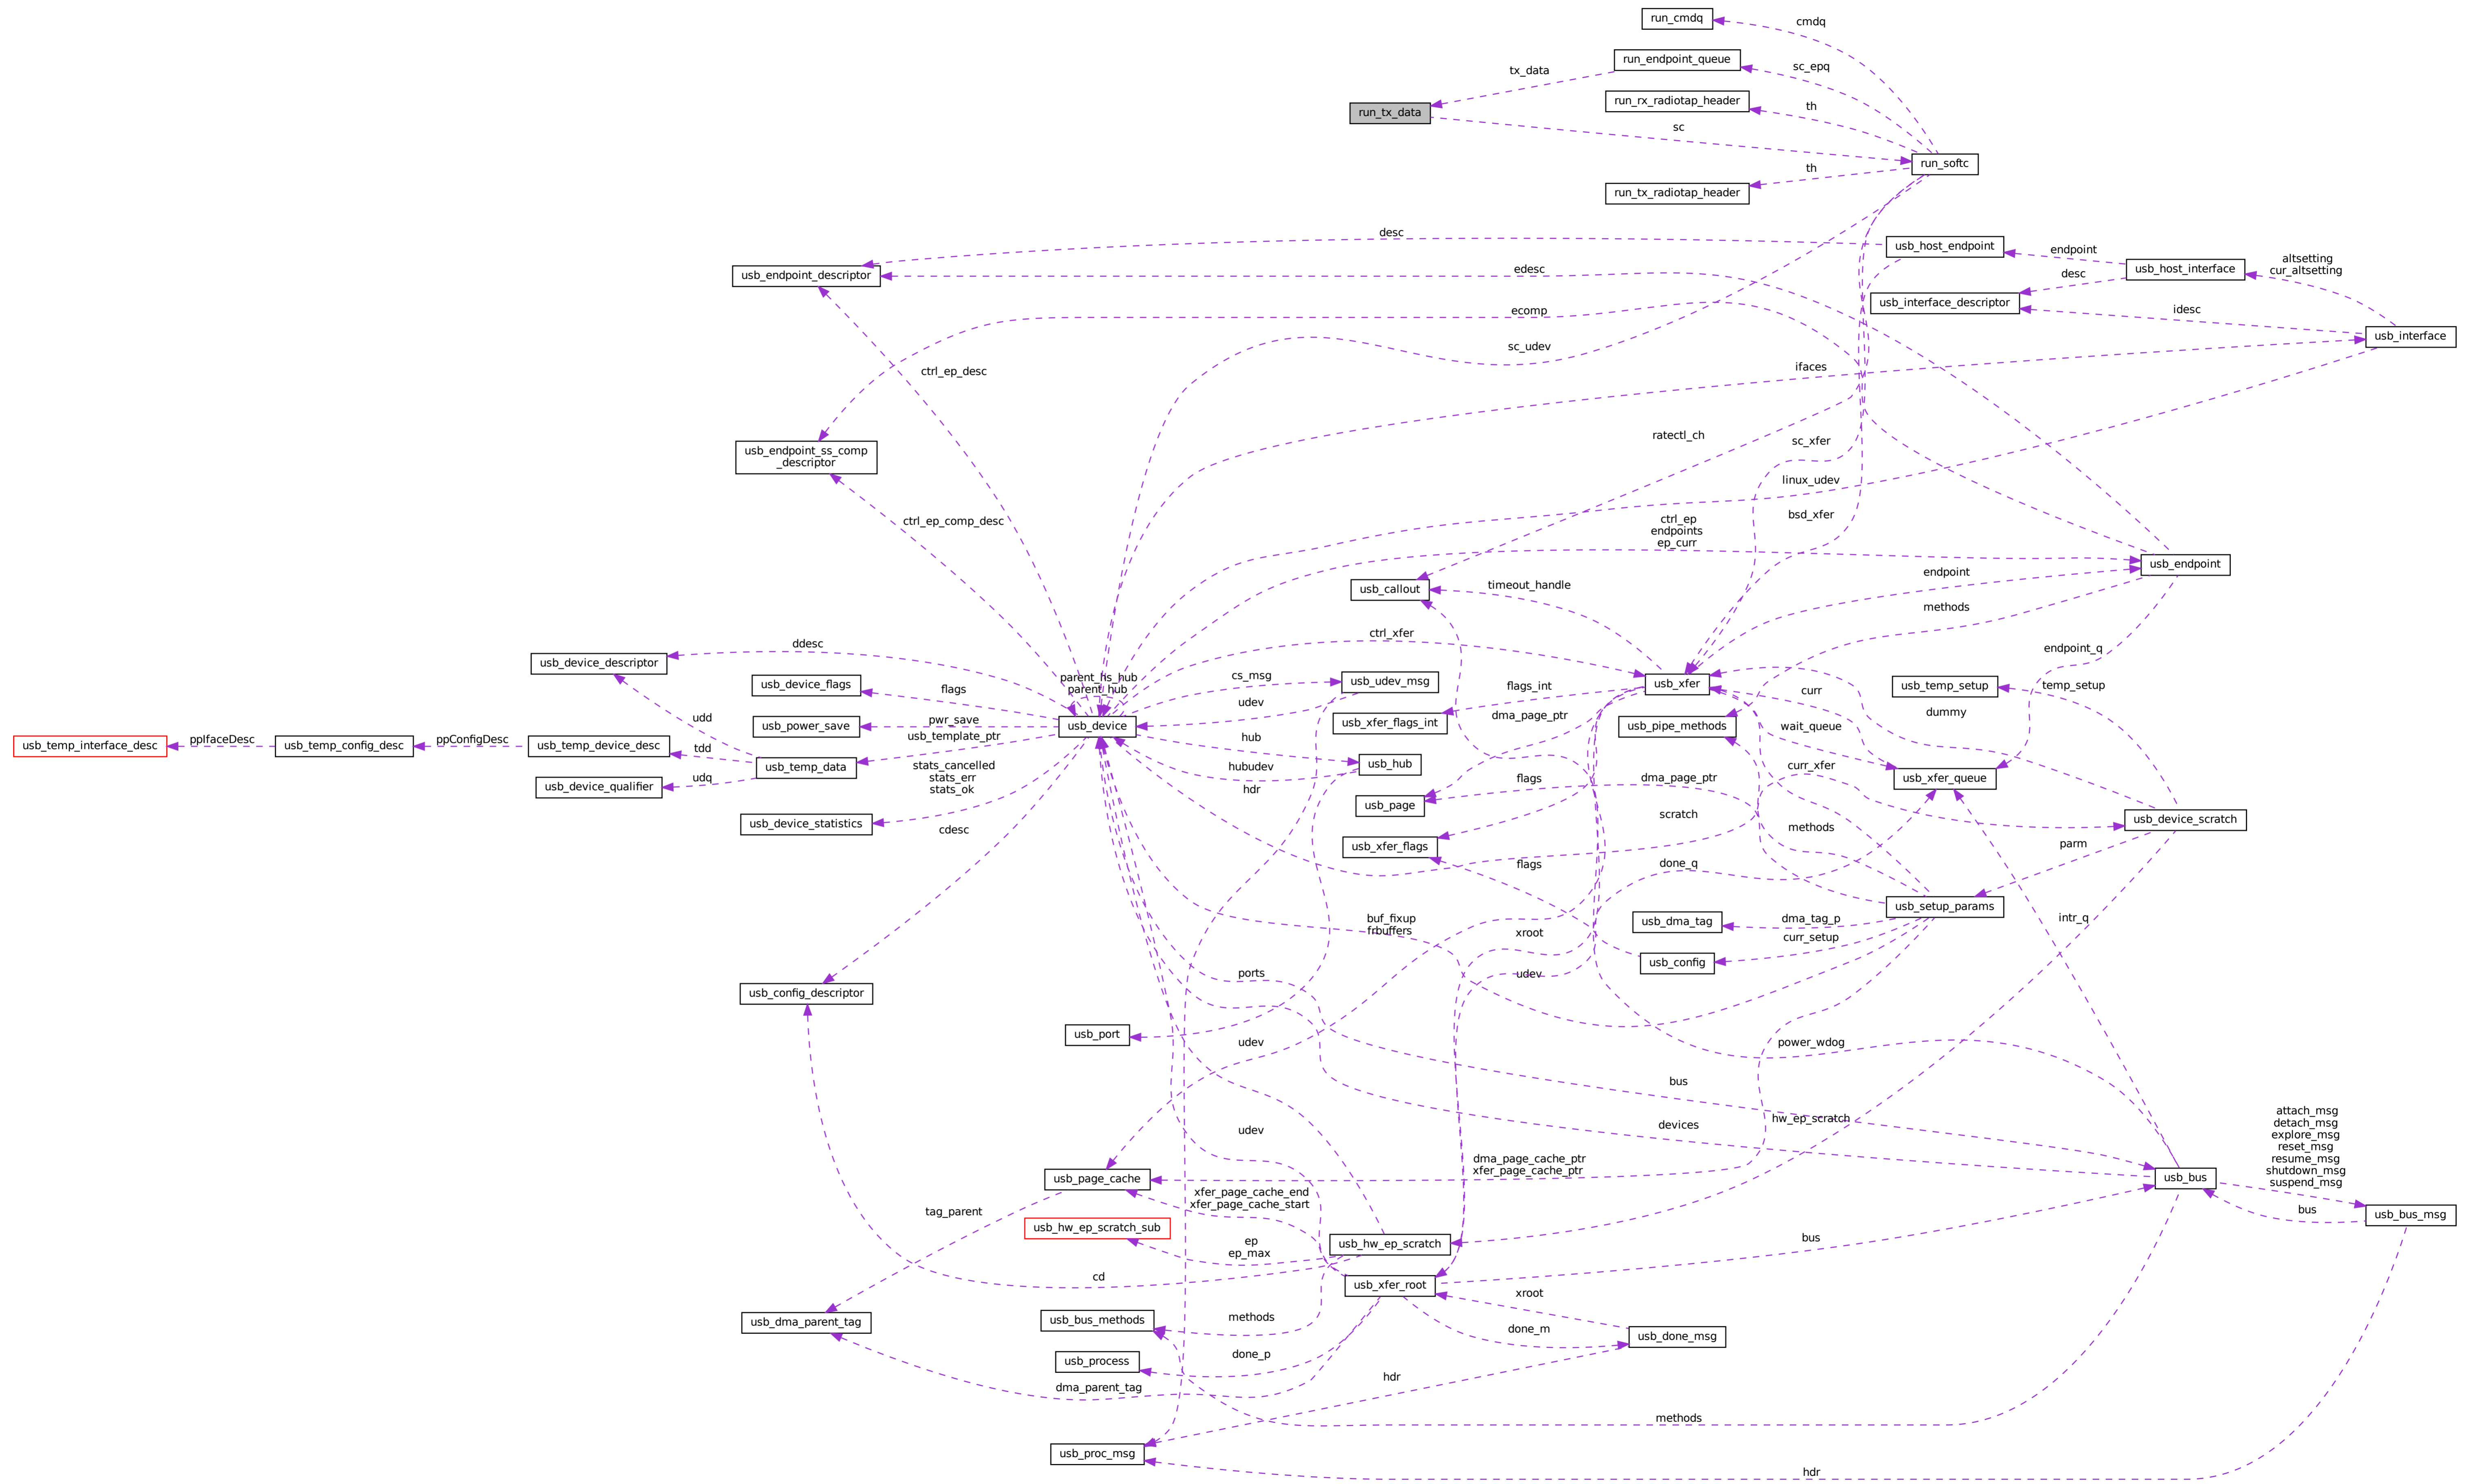 run_cmdq
cmdq
run_endpoint_queue
sc_epq
tx_data
run_rx_radiotap_header
th
run_tx_data
sc
run_softc
th
run_tx_radiotap_header
desc
usb_host_endpoint
endpoint
usb_host_interface
altsetting
cur_altsetting
usb_endpoint_descriptor
edesc
desc
usb_interface_descriptor
idesc
usb_interface
ecomp
sc_udev
ctrl_ep_desc
ifaces
ratectl_ch
sc_xfer
usb_endpoint_ss_comp
_descriptor
linux_udev
ctrl_ep_comp_desc
ctrl_ep
endpoints
ep_curr
bsd_xfer
usb_endpoint
usb_callout
timeout_handle
endpoint
methods
ctrl_xfer
ddesc
usb_device_descriptor
endpoint_q
usb_device_flags
flags
parent_hs_hub
parent_hub
cs_msg
usb_udev_msg
flags_int
usb_xfer
curr
usb_temp_setup
temp_setup
udev
dummy
udd
usb_power_save
pwr_save
usb_device
dma_page_ptr
usb_xfer_flags_int
usb_pipe_methods
wait_queue
usb_template_ptr
hub
usb_temp_interface_desc
ppIfaceDesc
usb_temp_config_desc
ppConfigDesc
usb_temp_device_desc
tdd
usb_temp_data
hubudev
usb_hub
curr_xfer
usb_xfer_queue
stats_cancelled
stats_err
stats_ok
flags
dma_page_ptr
usb_device_qualifier
udq
hdr
usb_page
scratch
usb_device_statistics
cdesc
methods
usb_device_scratch
usb_xfer_flags
flags
done_q
parm
usb_setup_params
buf_fixup
frbuffers
xroot
usb_dma_tag
dma_tag_p
curr_setup
intr_q
usb_config
ports
udev
usb_config_descriptor
usb_port
udev
power_wdog
bus
devices
hw_ep_scratch
udev
attach_msg
detach_msg
explore_msg
reset_msg
resume_msg
shutdown_msg
suspend_msg
dma_page_cache_ptr
xfer_page_cache_ptr
usb_page_cache
usb_bus
xfer_page_cache_end
xfer_page_cache_start
tag_parent
usb_hw_ep_scratch_sub
ep
ep_max
usb_hw_ep_scratch
bus
bus
usb_bus_msg
cd
usb_xfer_root
xroot
usb_dma_parent_tag
usb_bus_methods
methods
done_m
usb_done_msg
usb_process
done_p
dma_parent_tag
hdr
methods
usb_proc_msg
hdr